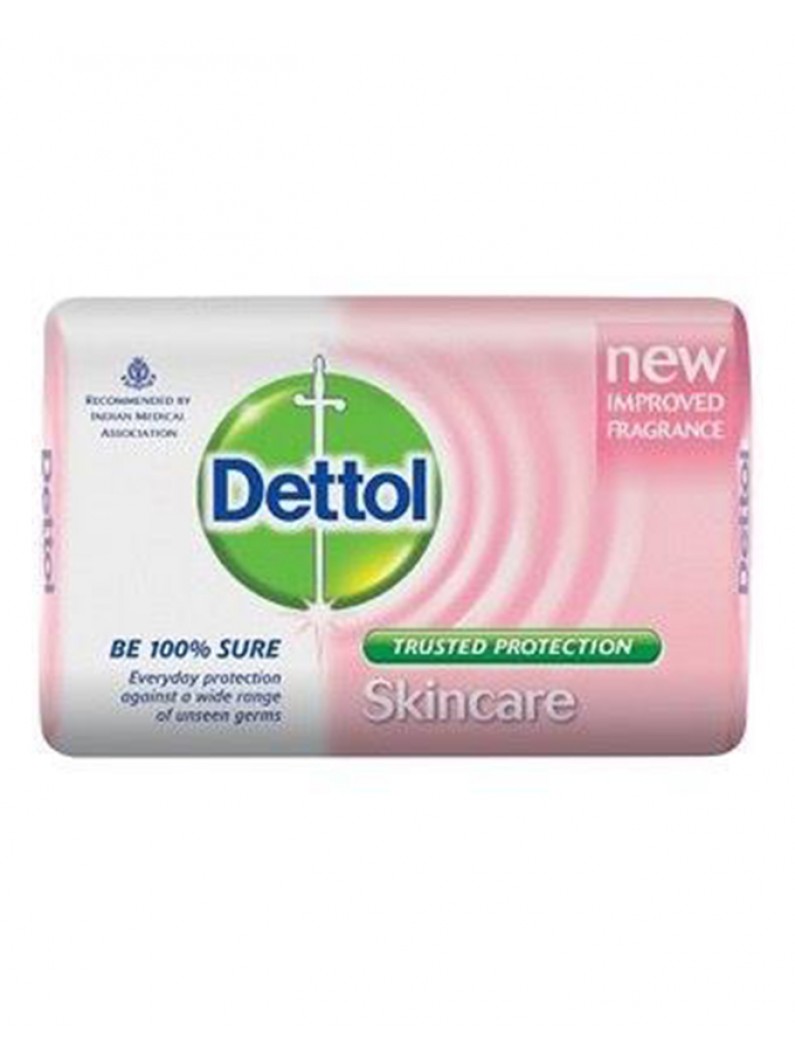 RECOMMENDED BY
INDIAN MEDICAL
ASSOCIATION
new
IMPROVED
FRAGRANCE
Dettol
Dettol
Dettol
BE 100% SURE
Everyday protection
against a wide range
of unseen germs
TRUSTED PROTECTION
Skincare